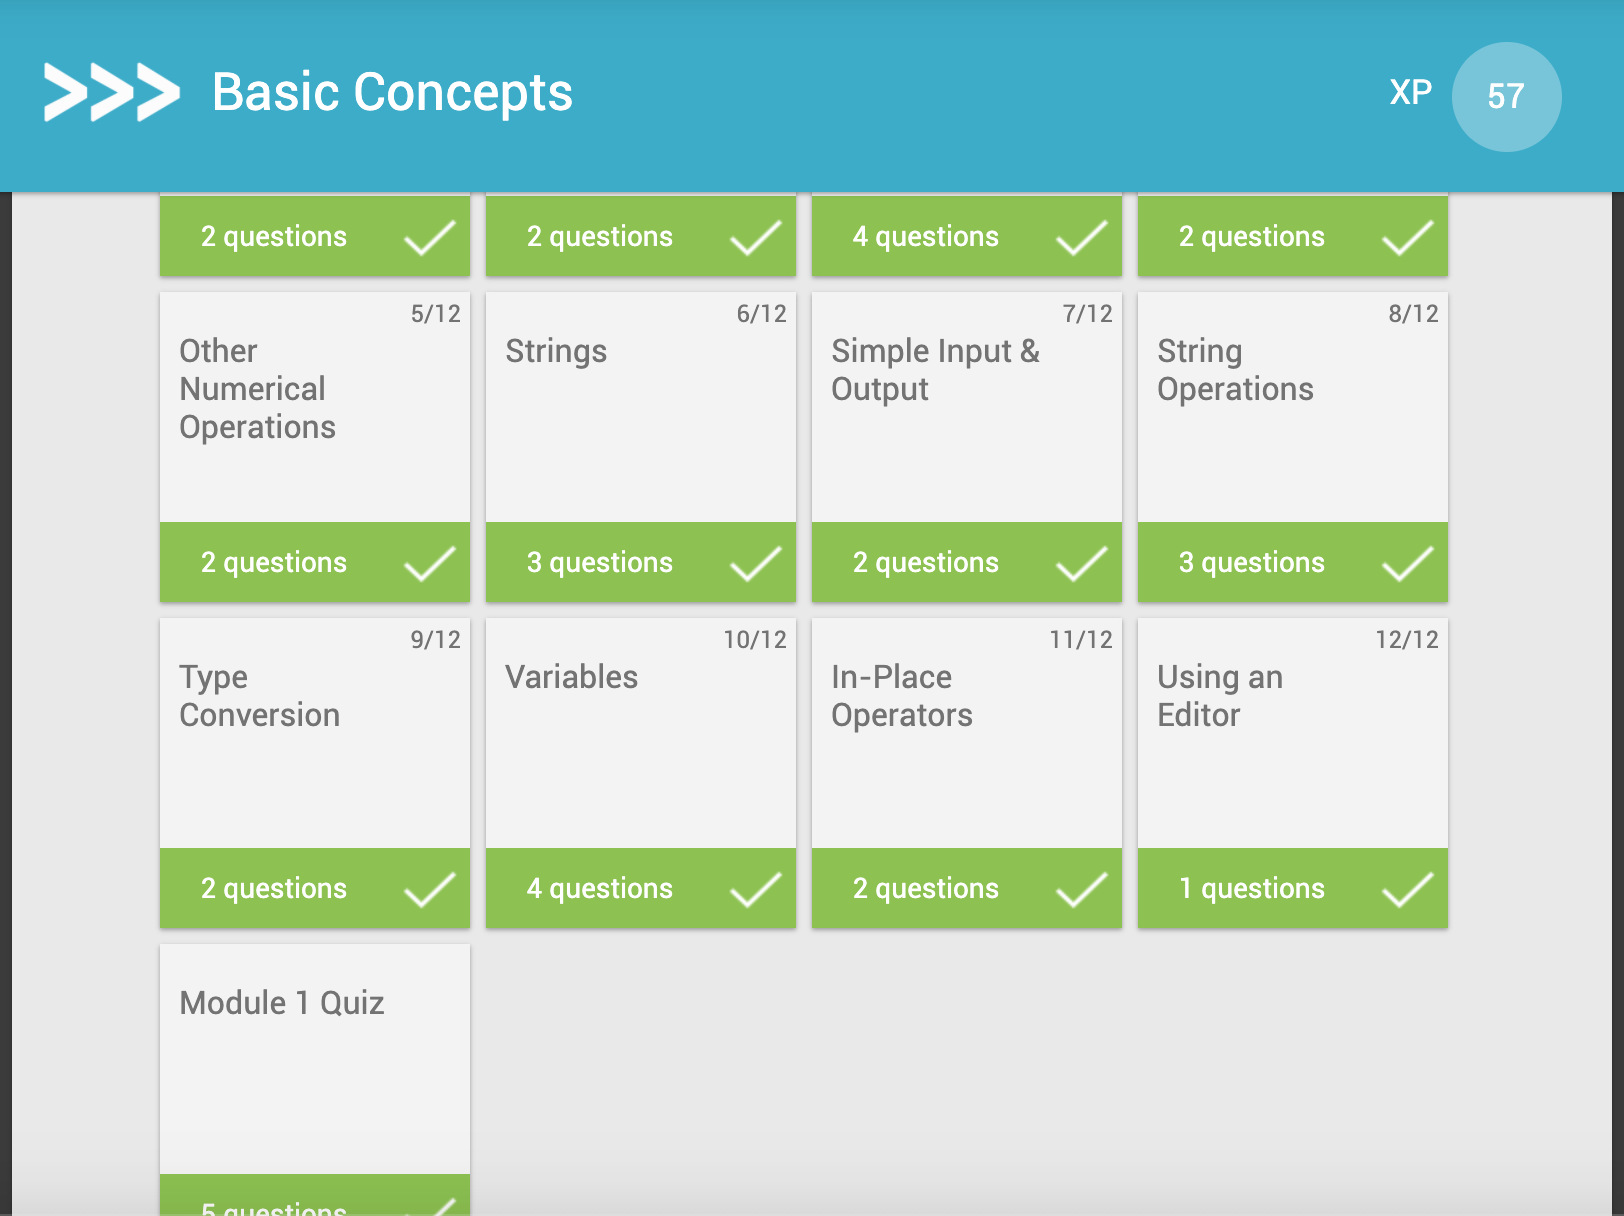 >>> Basic Concepts
XP 57
2 questions
2 questions
4 questions
2 questions
5/12
Other
Numerical
Operations
2 questions
6/12
Strings
3 questions
7/12
Simple Input &
Output
2 questions
8/12
String
Operations
3 questions
9/12
Type
Conversion
2 questions
10/12
Variables
4 questions
11/12
In-Place
Operators
2 questions
12/12
Using an
Editor
1 questions
Module 1 Quiz
5 questions